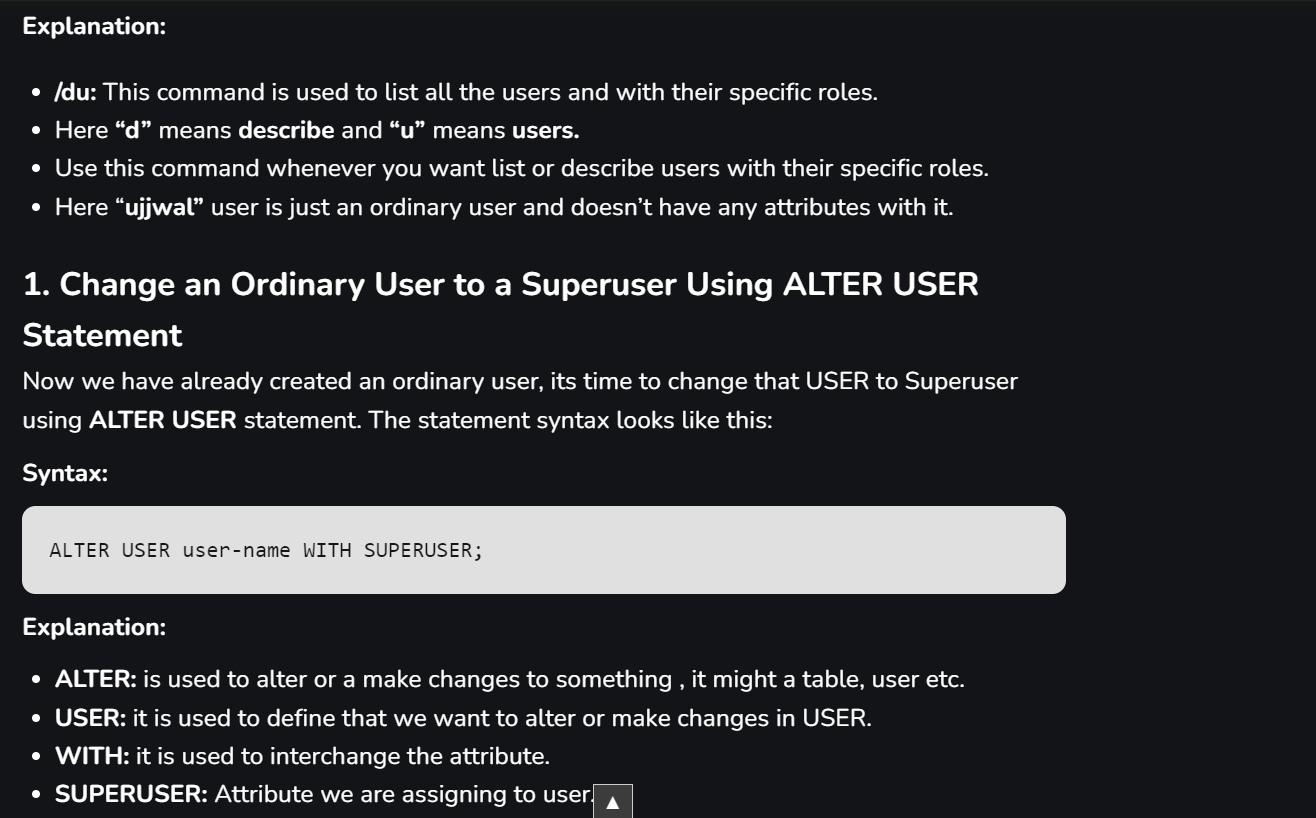 Explanation:
• /du: This command is used to list all the users and with their specific roles.
• Here “d” means describe and “u” means users.
• Use this command whenever you want list or describe users with their specific roles.
• Here “ujjwal” user is just an ordinary user and doesn’t have any attributes with it.
1. Change an Ordinary User to a Superuser Using ALTER USER
Statement
Now we have already created an ordinary user, its time to change that USER to Superuser
using ALTER USER statement. The statement syntax looks like this:
Syntax:
ALTER USER user-name WITH SUPERUSER;
Explanation:
• ALTER: is used to alter or a make changes to something , it might a table, user etc.
• USER: it is used to define that we want to alter or make changes in USER.
• WITH: it is used to interchange the attribute.
• SUPERUSER: Attribute we are assigning to user.